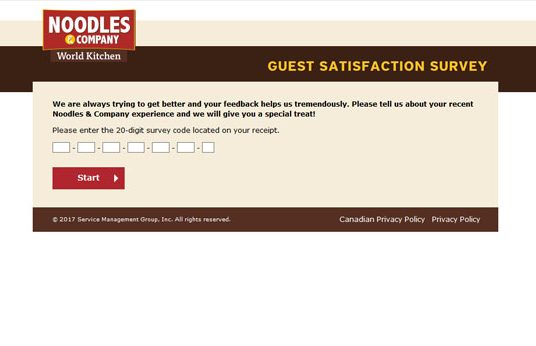 NOODLES
& COMPANY
World Kitchen
GUEST SATISFACTION SURVEY
We are always trying to get better and your feedback helps us tremendously. Please tell us about your recent
Noodles & Company experience and we will give you a special treat!
Please enter the 20-digit survey code located on your receipt.
- - - - - -
Start
© 2017 Service Management Group, Inc. All rights reserved.
Canadian Privacy Policy Privacy Policy